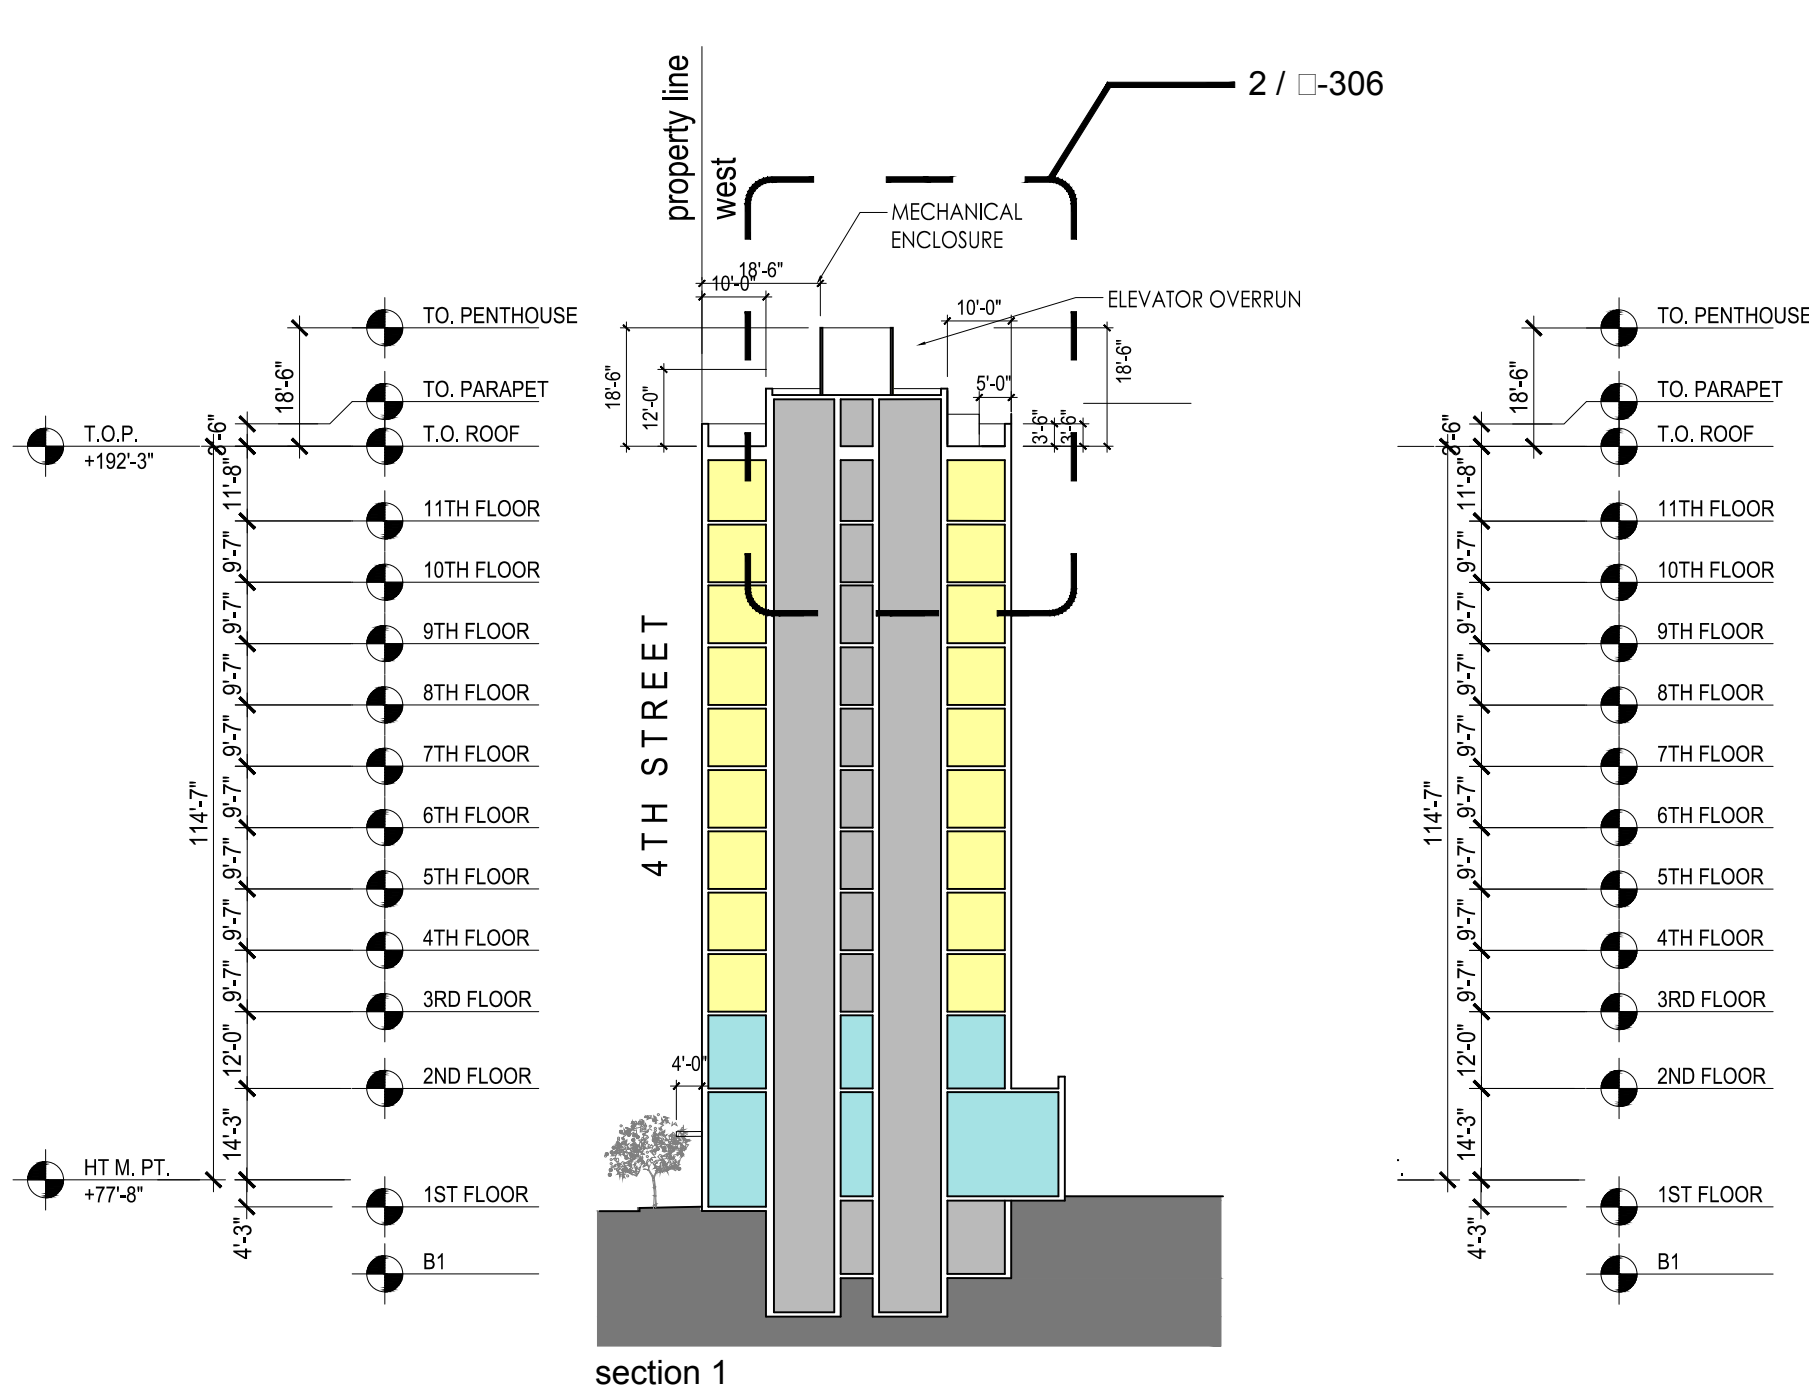 property line
west
2 / □-306
MECHANICAL
ENCLOSURE
18'-6"
10'-0"
ELEVATOR OVERRUN
10'-0"
5'-0"
18'-6"
12'-0"
3'-6"
3'-6"
18'-6"
4TH STREET
4'-0"
TO. PENTHOUSE
TO. PARAPET
T.O. ROOF
11TH FLOOR
10TH FLOOR
9TH FLOOR
8TH FLOOR
7TH FLOOR
6TH FLOOR
5TH FLOOR
4TH FLOOR
3RD FLOOR
2ND FLOOR
1ST FLOOR
B1
T.O.P.
+192'-3"
HT M. PT.
+77'-8"
18'-6"
11'-8"
9'-7"
9'-7"
9'-7"
9'-7"
9'-7"
9'-7"
9'-7"
9'-7"
12'-0"
14'-3"
4'-3"
114'-7"
TO. PENTHOUSE
TO. PARAPET
T.O. ROOF
11TH FLOOR
10TH FLOOR
9TH FLOOR
8TH FLOOR
7TH FLOOR
6TH FLOOR
5TH FLOOR
4TH FLOOR
3RD FLOOR
2ND FLOOR
1ST FLOOR
B1
18'-6"
11'-8"
9'-7"
9'-7"
9'-7"
9'-7"
9'-7"
9'-7"
9'-7"
9'-7"
12'-0"
14'-3"
4'-3"
114'-7"
section 1